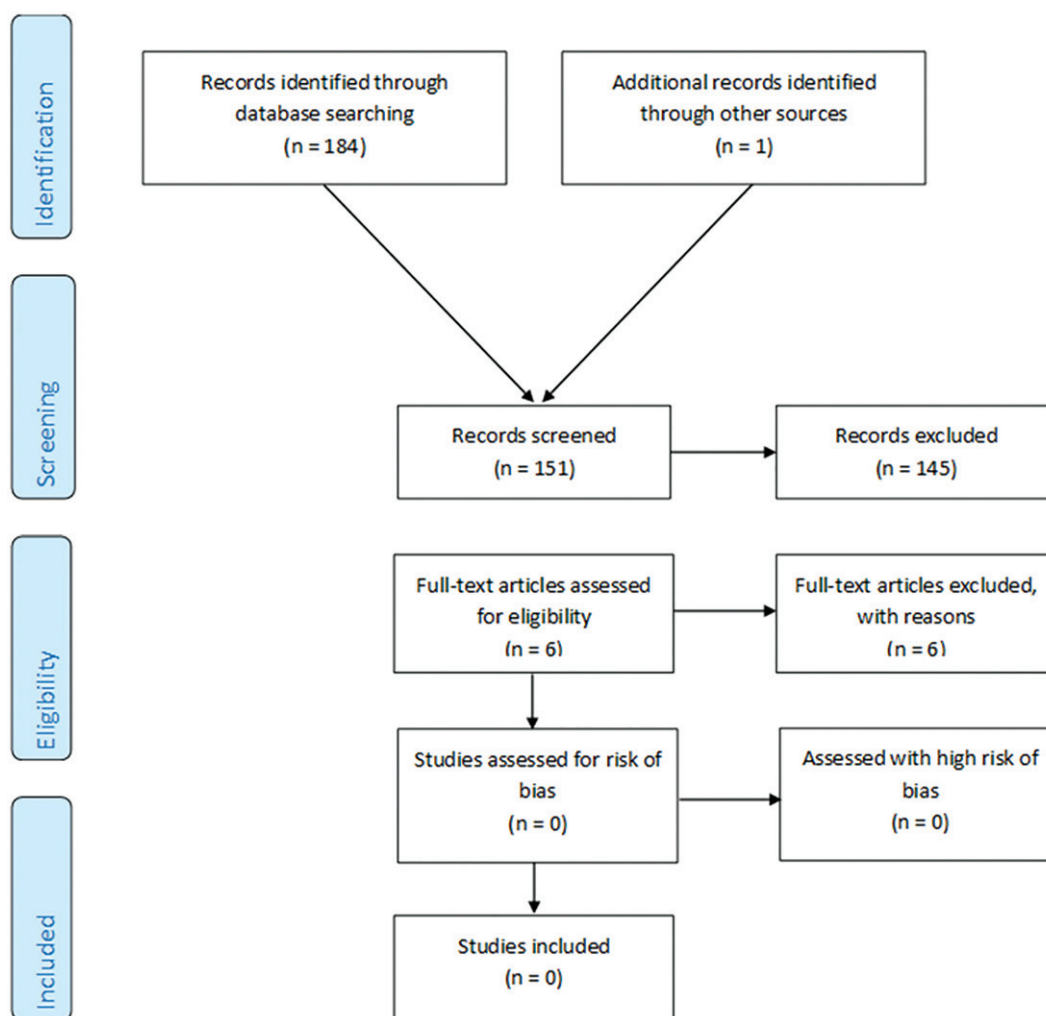 Identification
Records identified through
database searching
(n = 184)
Additional records identified
through other sources
(n = 1)
Screening
Records screened
(n = 151)
Records excluded
(n = 145)
Eligibility
Full-text articles assessed
for eligibility
(n = 6)
Full-text articles excluded,
with reasons
(n = 6)
Studies assessed for risk of
bias
(n = 0)
Assessed with high risk of
bias
(n = 0)
Included
Studies included
(n = 0)